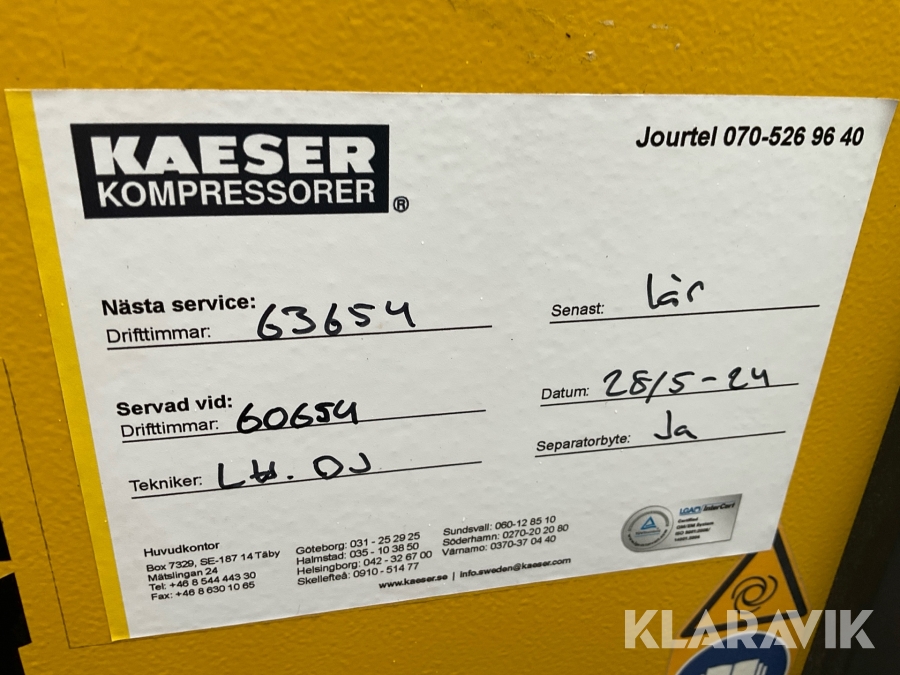 KAESER
KOMPRESSORER ®
Jourtel 070-526 96 40
Nästa service:
Drifttimmar: 63654
Senast: 1år
Servad vid:
Drifttimmar: 60654
Datum: 28/5-24
Tekniker:
Separatorbyte: Ja
Huvudkontor
Box 7329, SE-187 14 Täby
Mätslingan 24
Tel: +46 8 544 443 30
Fax: +46 8 630 10 65
Göteborg: 031 - 25 29 25
Halmstad: 035 - 10 38 50
Helsingborg: 042 - 32 67 00
Skellefteå: 0910 - 514 77
Sundsvall: 060-12 85 10
Söderhamn: 0270-20 20 80
Värnamo: 0370-37 04 40
www.kaeser.se | info.sweden@kaeser.com
LGA InterCert
KLARAVIK